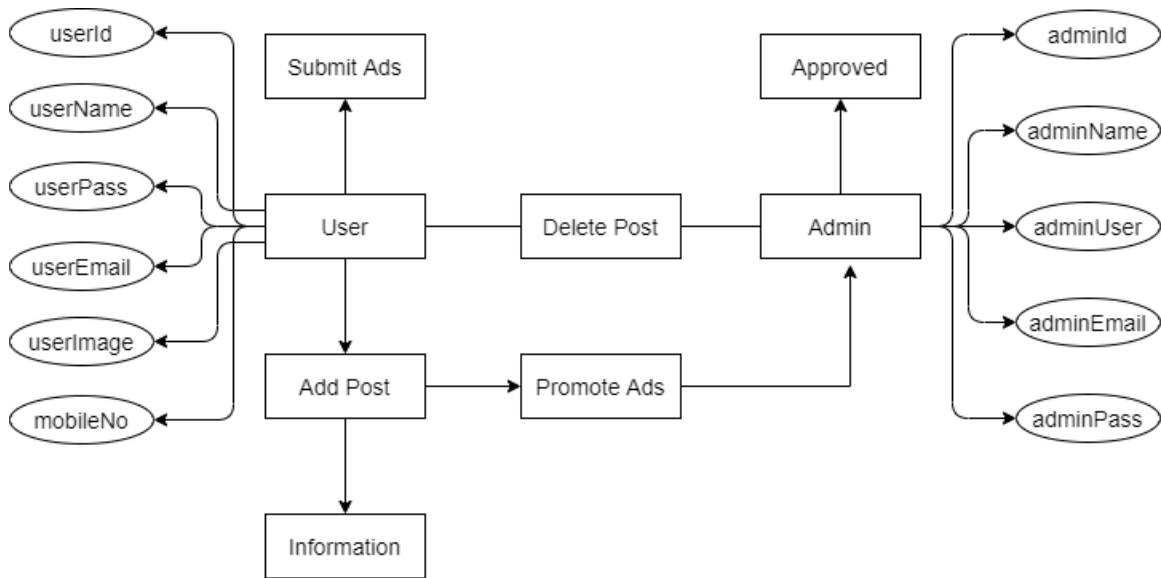 userId
userName
userPass
userEmail
userImage
mobileNo
Submit Ads
User
Add Post
Information
Delete Post
Promote Ads
Approved
Admin
adminId
adminName
adminUser
adminEmail
adminPass